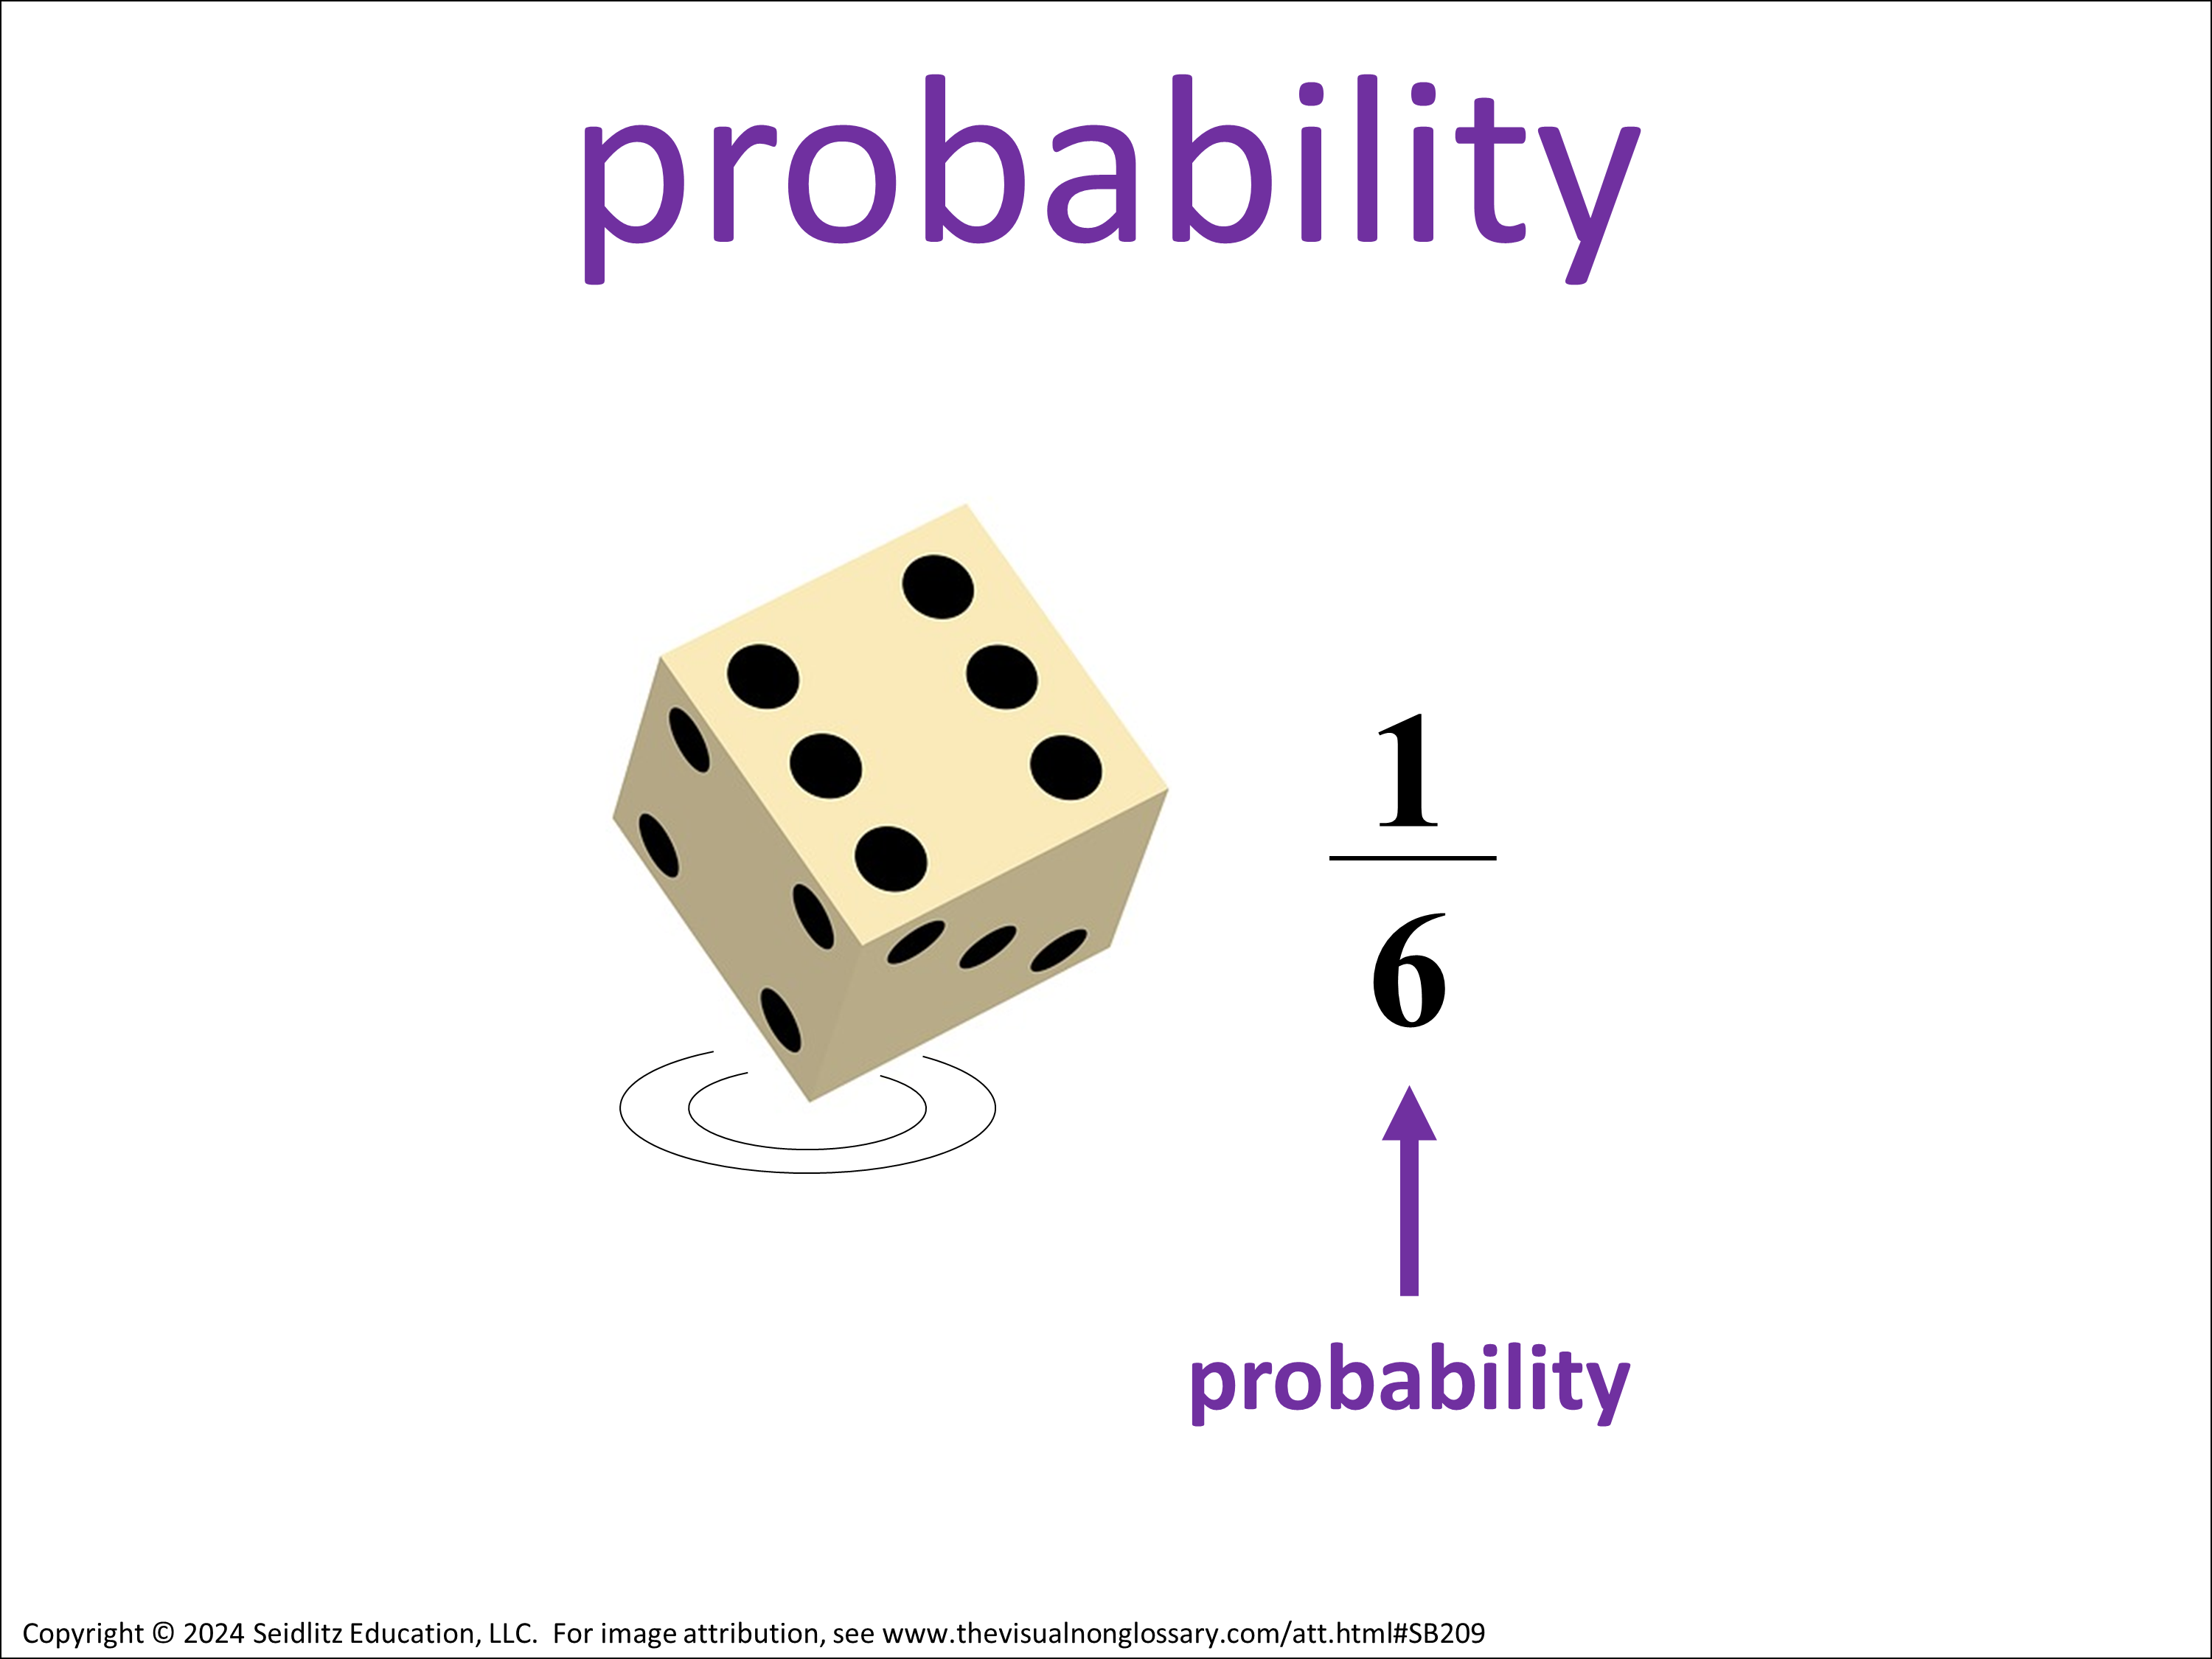 probability
1
6
probability
Copyright © 2024 Seidlitz Education, LLC.  For image attribution, see www.thevisualnonglossary.com/att.html#SB209